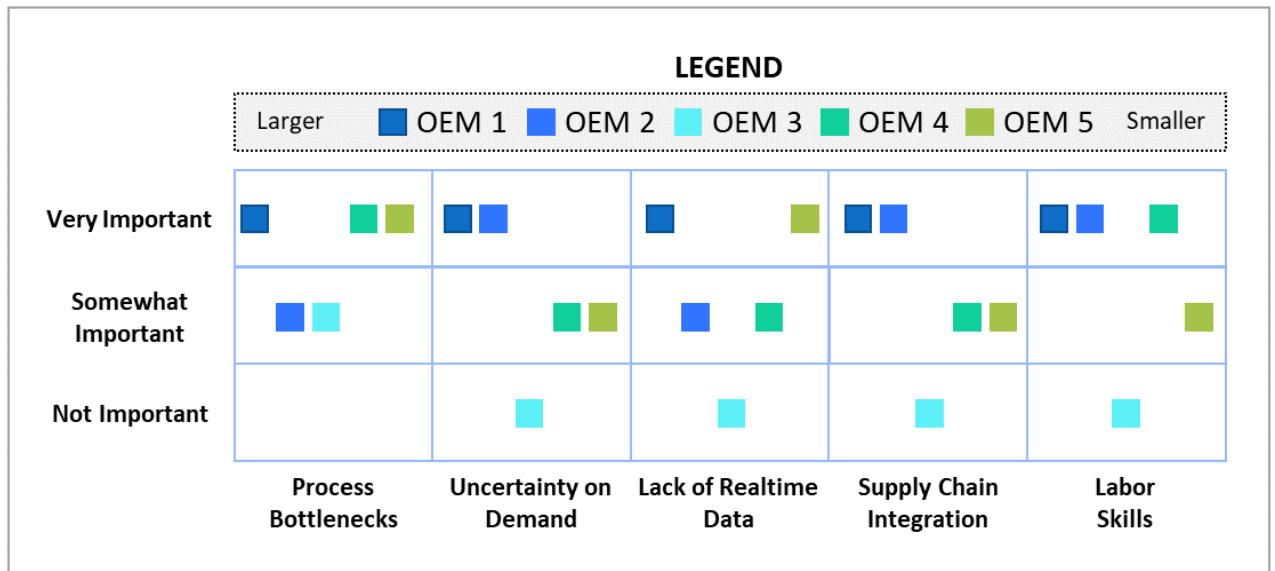 LEGEND
Larger OEM 1 OEM 2 OEM 3 OEM 4 OEM 5 Smaller
Very Important
Somewhat
Important
Not Important
Process
Bottlenecks
Uncertainty on
Demand
Lack of Realtime
Data
Supply Chain
Integration
Labor
Skills